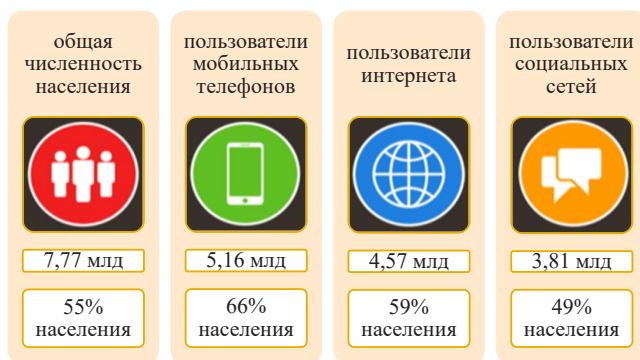 общая
численность
населения
7,77 млд
55%
населения
пользователи
мобильных
телефонов
5,16 млд
66%
населения
пользователи
интернета
4,57 млд
59%
населения
пользователи
социальных
сетей
3,81 млд
49%
населения